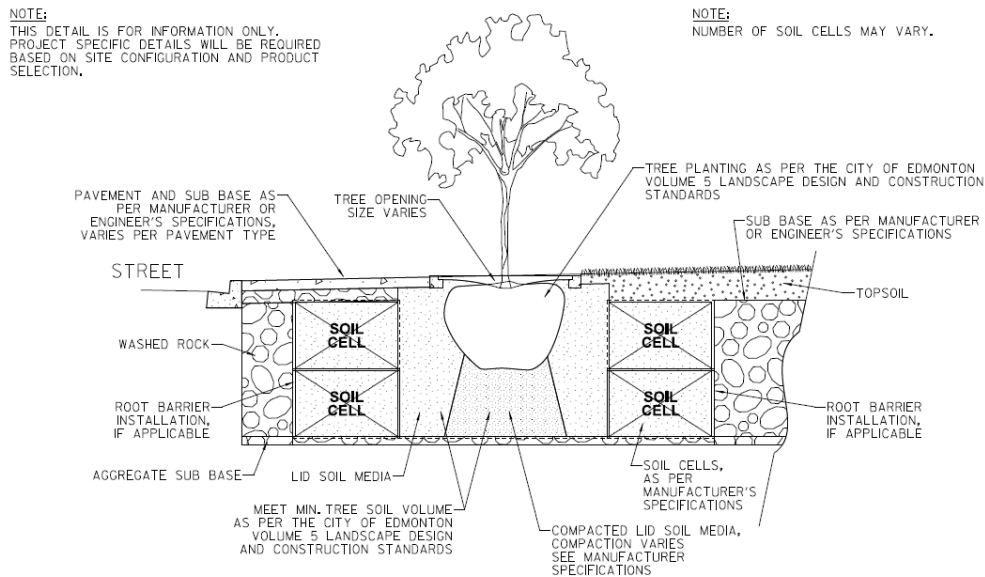 NOTE:
THIS DETAIL IS FOR INFORMATION ONLY.
PROJECT SPECIFIC DETAILS WILL BE REQUIRED
BASED ON SITE CONFIGURATION AND PRODUCT
SELECTION.
NOTE:
NUMBER OF SOIL CELLS MAY VARY.
PAVEMENT AND SUB BASE AS
PER MANUFACTURER OR
ENGINEER'S SPECIFICATIONS,
VARIES PER PAVEMENT TYPE
TREE OPENING
SIZE VARIES
TREE PLANTING AS PER THE CITY OF EDMONTON
VOLUME 5 LANDSCAPE DESIGN AND CONSTRUCTION
STANDARDS
SUB BASE AS PER MANUFACTURER
OR ENGINEER'S SPECIFICATIONS
STREET
TOPSOIL
WASHED ROCK
SOIL
CELL
SOIL
CELL
SOIL
CELL
SOIL
CELL
ROOT BARRIER
INSTALLATION,
IF APPLICABLE
ROOT BARRIER
INSTALLATION,
IF APPLICABLE
AGGREGATE SUB BASE
LID SOIL MEDIA
SOIL CELLS,
AS PER
MANUFACTURER'S
SPECIFICATIONS
MEET MIN. TREE SOIL VOLUME
AS PER THE CITY OF EDMONTON
VOLUME 5 LANDSCAPE DESIGN
AND CONSTRUCTION STANDARDS
COMPACTED LID SOIL MEDIA,
COMPACTION VARIES
SEE MANUFACTURER
SPECIFICATIONS